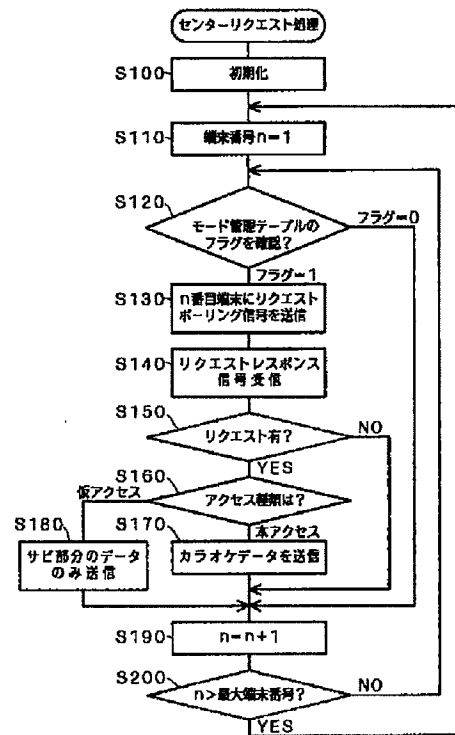 センターリクエスト処理
S100
初期化
S110
端末番号n=1
S120
モード管理テーブルの
フラグを確認?
フラグ=0
フラグ=1
S130
n番目端末にリクエスト
ポーリング信号を送信
S140
リクエストレスポンス
信号受信
S150
リクエスト有?
NO
YES
S160
仮アクセス
アクセス種類は?
S180
S170
本アクセス
サビ部分のデータ
のみ送信
カラオケデータを送信
S190
n=n+1
S200
n>最大端末番号?
NO
YES